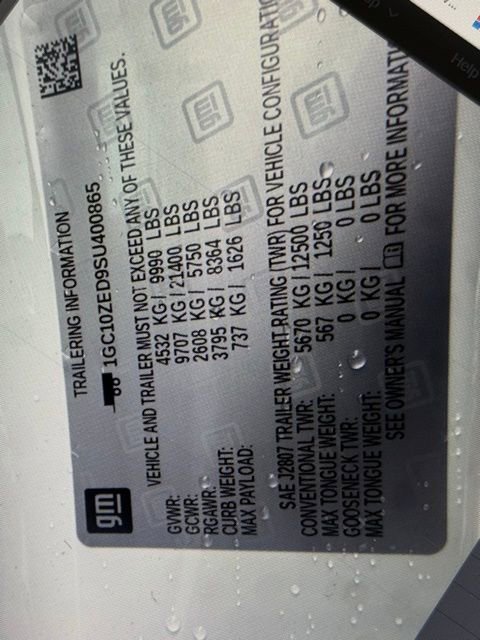 TRAILERING INFORMATION
1GC10ZED9SU400865
VEHICLE AND TRAILER MUST NOT EXCEED ANY OF THESE VALUES.
GVWR: 4532 KG / 9990 LBS
GCWR: 9707 KG / 21400 LBS
RGAWR: 2608 KG / 5750 LBS
CURB WEIGHT: 3795 KG / 8364 LBS
MAX PAYLOAD: 737 KG / 1626 LBS
SAE J2807 TRAILER WEIGHT RATING (TWR) FOR VEHICLE
CONVENTIONAL TWR: 5670 KG / 12500 LBS
MAX TONGUE WEIGHT: 567 KG / 1250 LBS
GOOSENECK TWR: 0 KG / 0 LBS
MAX TONGUE WEIGHT: 0 KG / 0 LBS
SEE OWNER'S MANUAL FOR MORE
gm
gm
gm
gm
Help